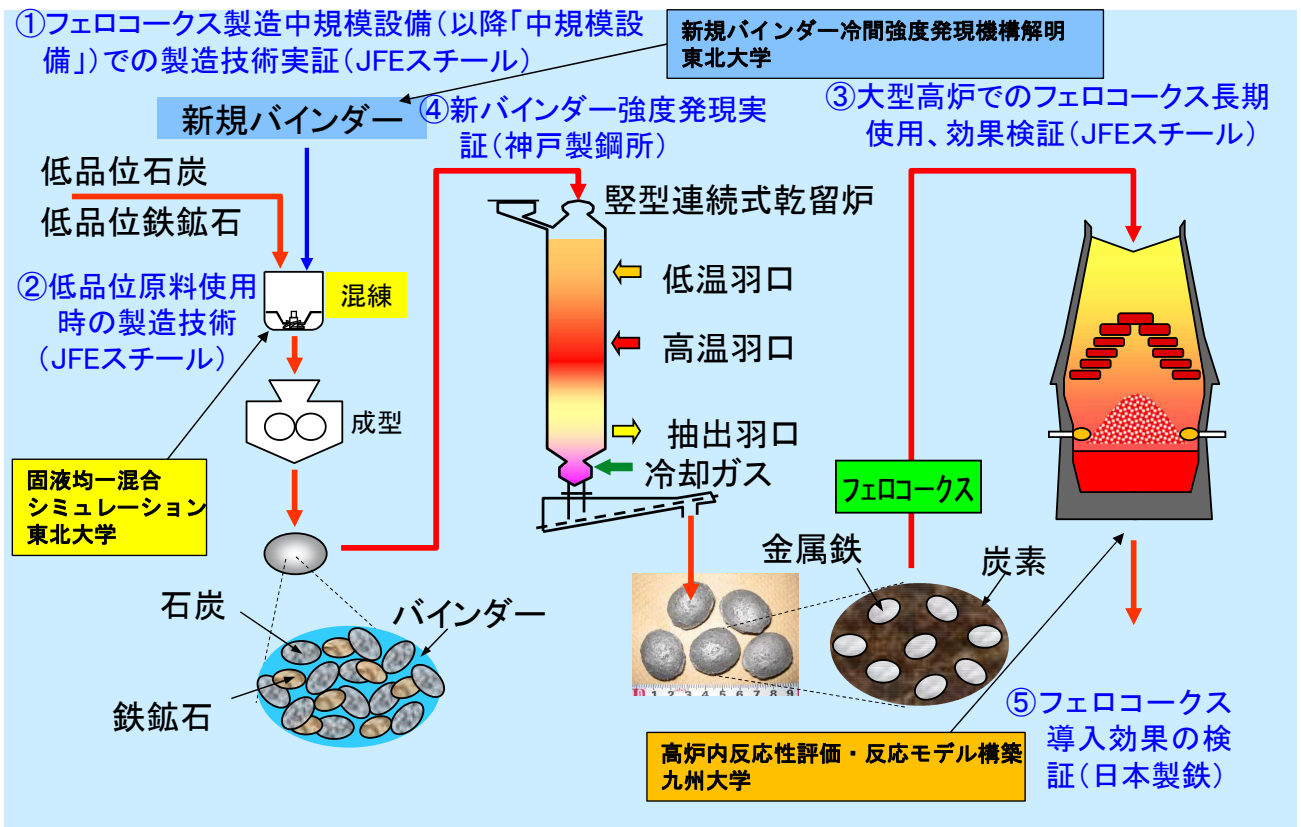 ①フェロコークス製造中規模設備(以降「中規模設
備」)での製造技術実証(JFEスチール)
新規バインダー冷間強度発現機構解明
東北大学
新規バインダー
④新バインダー強度発現実
証(神戸製鋼所)
③大型高炉でのフェロコークス長期
使用、効果検証(JFEスチール)
低品位石炭
低品位鉄鉱石
竪型連続式乾留炉
②低品位原料使用
時の製造技術
(JFEスチール)
混練
低温羽口
高温羽口
成型
抽出羽口
冷却ガス
固液均一混合
シミュレーション
東北大学
フェロコークス
金属鉄
炭素
石炭
バインダー
鉄鉱石
1 2 3 4 5 6 7 8 9
⑤フェロコークス
導入効果の検
証(日本製鉄)
高炉内反応性評価・反応モデル構築
九州大学